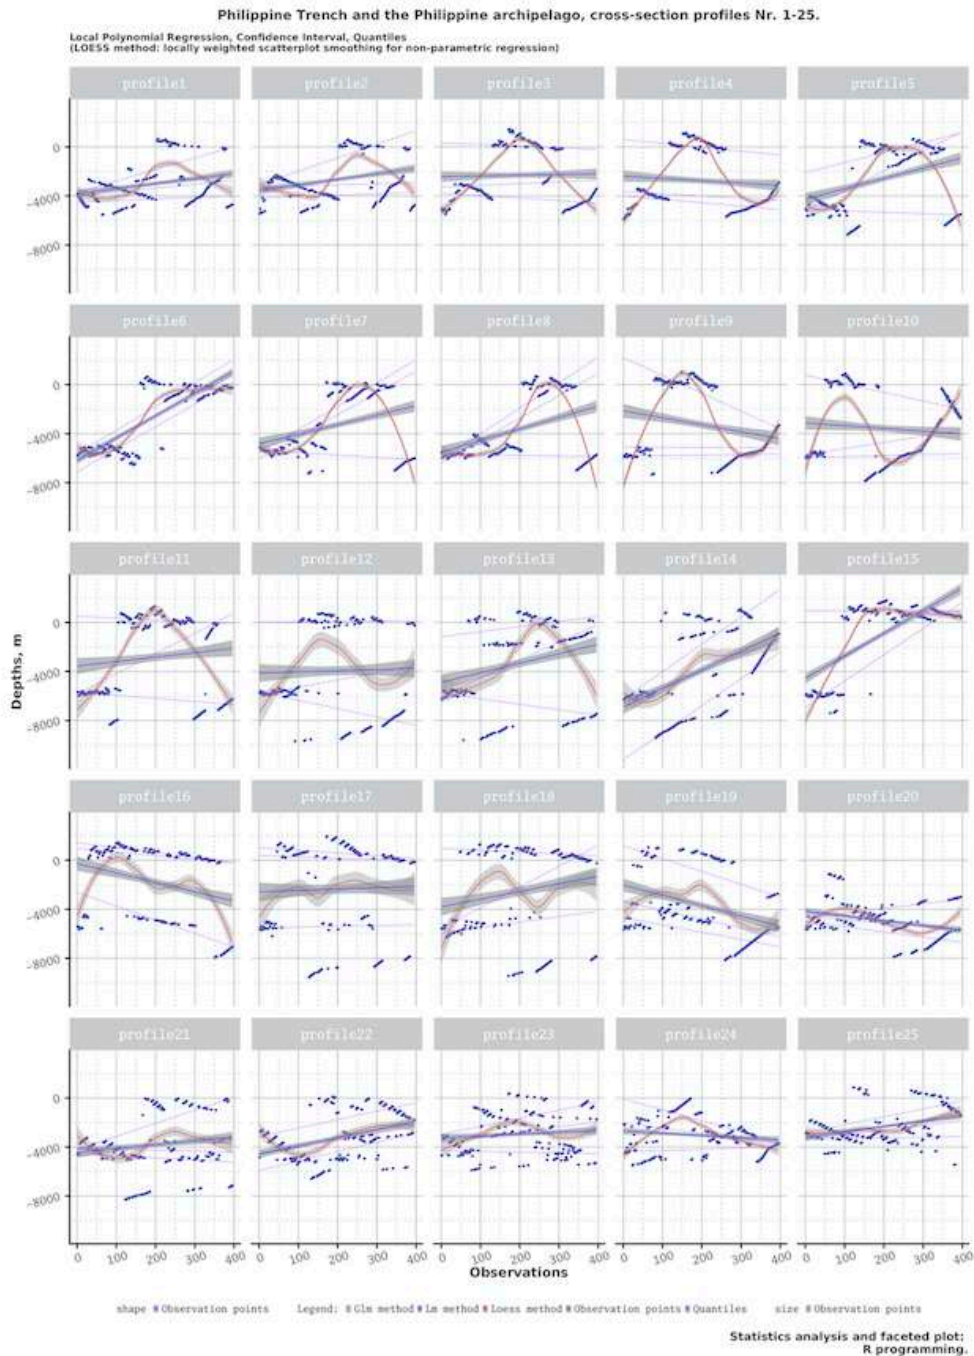 Philippine Trench and the Philippine archipelago, cross-section profiles Nr. 1-25.
Local Polynomial Regression, Confidence Interval, Quantiles
(LOESS method: locally weighted scatterplot smoothing for non-parametric regression)
profile1 profile2 profile3 profile4 profile5
0
-4000
-8000
profile6 profile7 profile8 profile9 profile10
0
-4000
-8000
profile11 profile12 profile13 profile14 profile15
0
-4000
-8000
Depths, m
profile16 profile17 profile18 profile19 profile20
0
-4000
-8000
profile21 profile22 profile23 profile24 profile25
0
-4000
-8000
0 100 200 300 400 0 100 200 300 400 0 100 200 300 400 0 100 200 300 400 0 100 200 300 400
Observations
shape Observation points Legend: Glm method Lm method Loess method Observation points Quantiles size Observation points
Statistics analysis and faceted plot:
R programming.